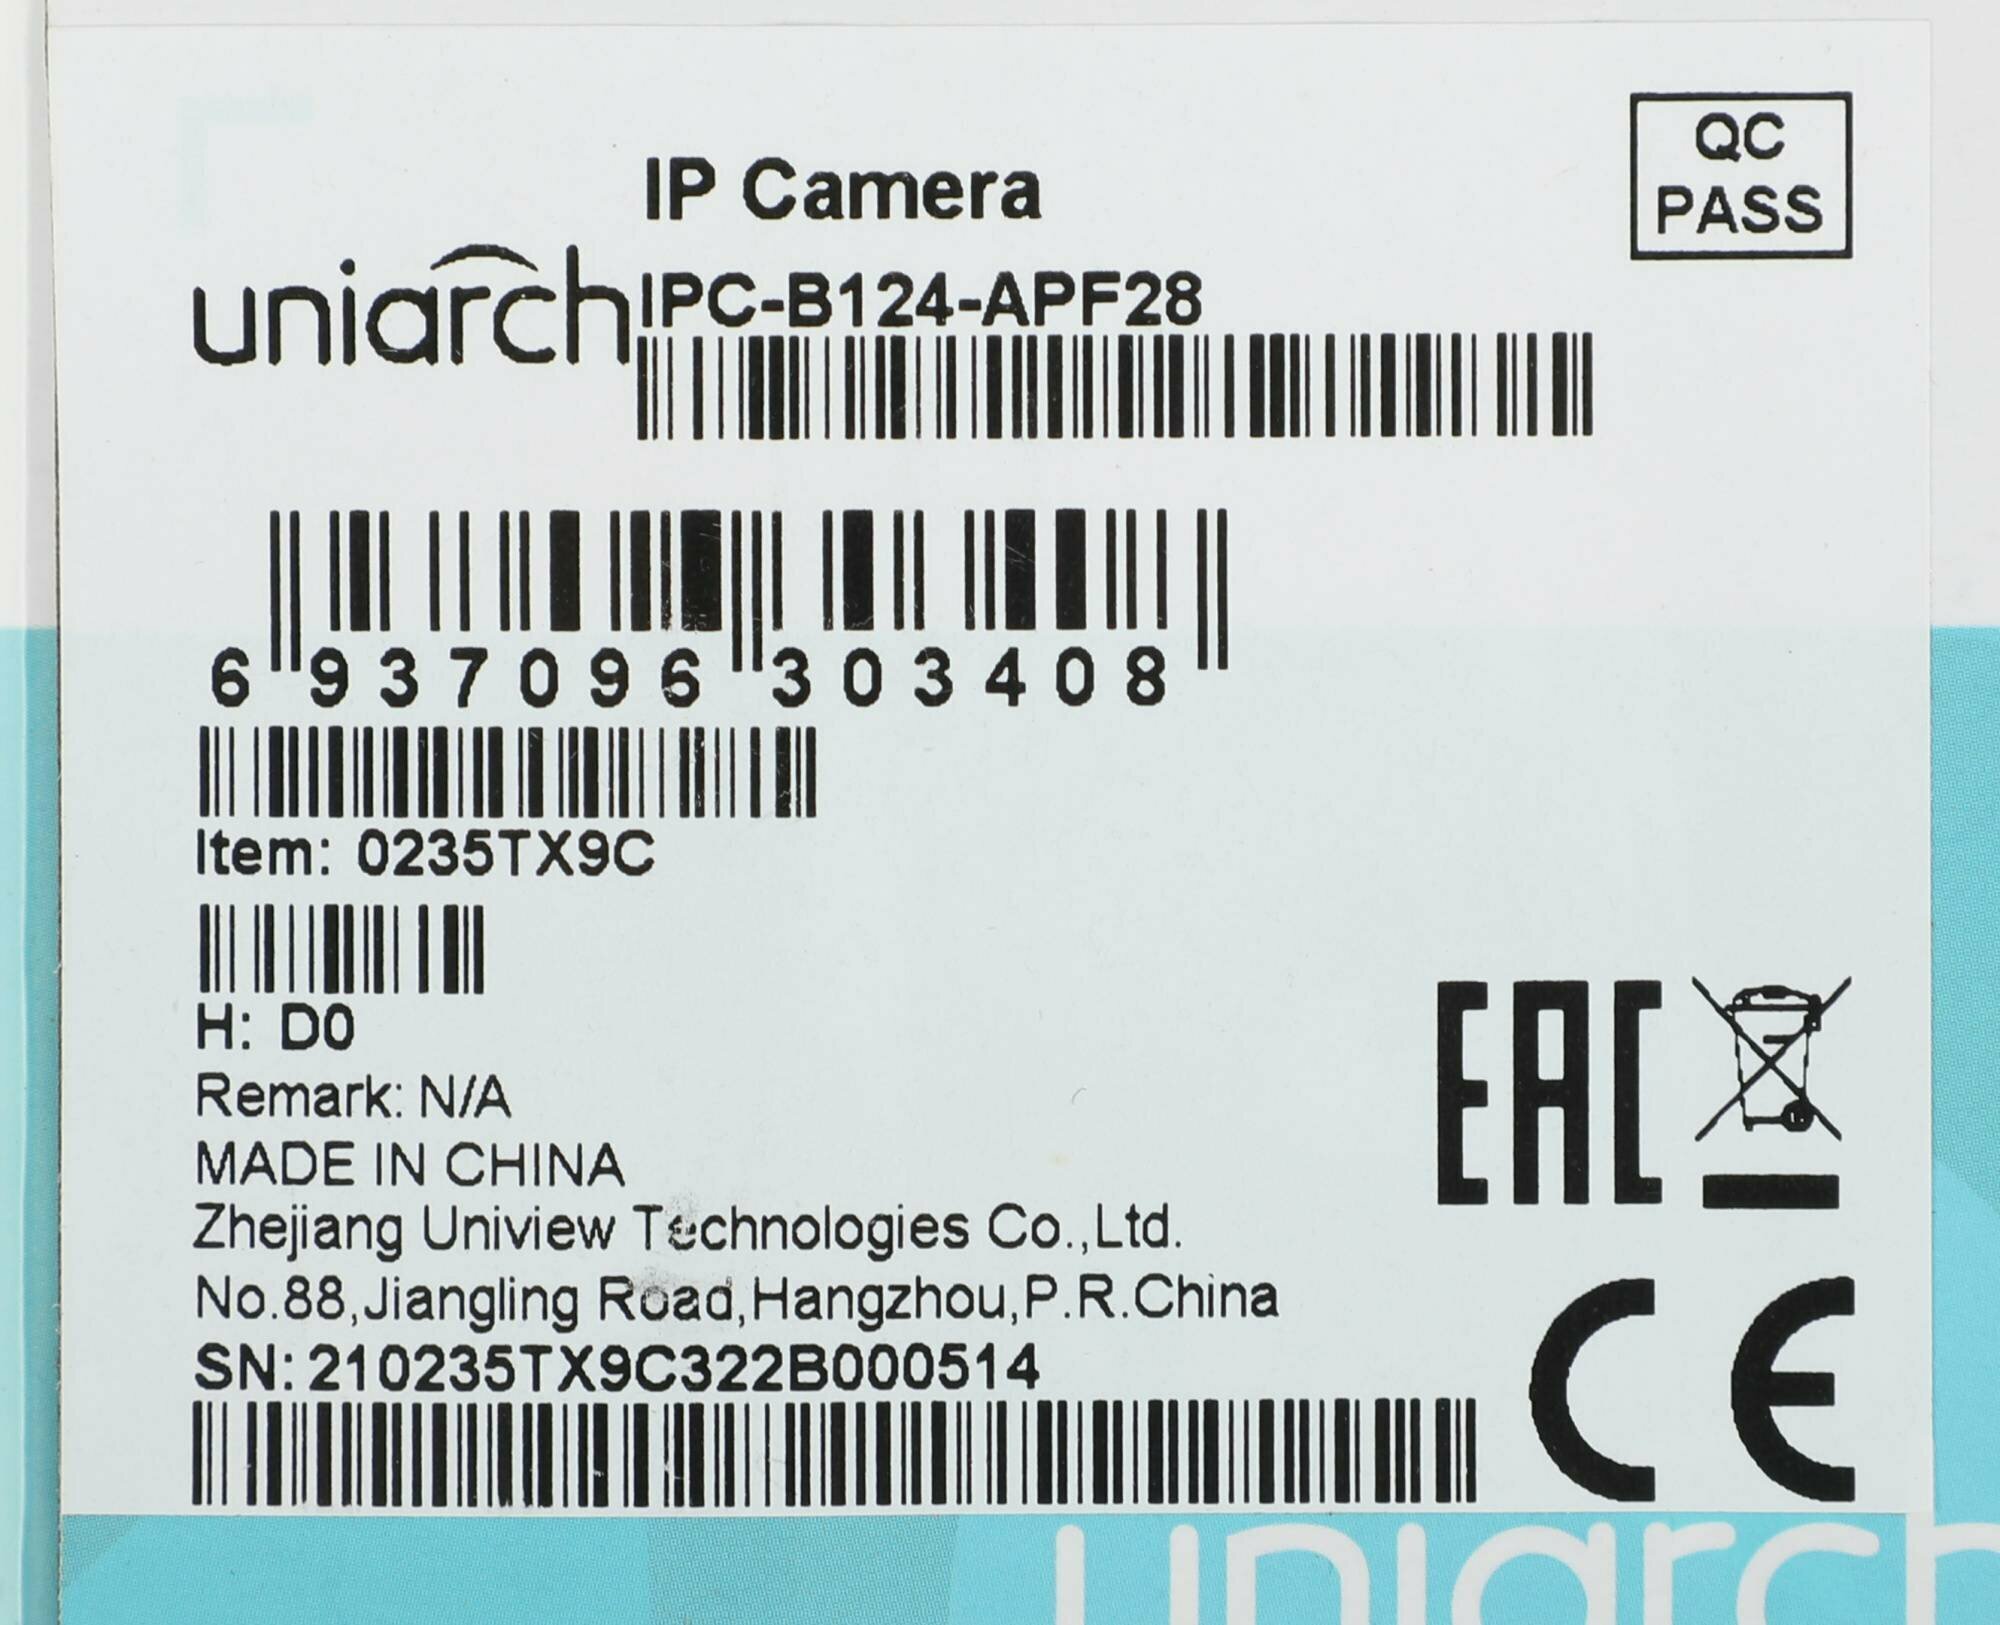 QC
PASS
IP Camera
uniarch
IPC-B124-APF28
6 937096 303408
Item: 0235TX9C
H: D0
Remark: N/A
MADE IN CHINA
Zhejiang Uniview Technologies Co.,Ltd.
No.88,Jiangling Road,Hangzhou,P.R.China
SN:210235TX9C322B000514
EAC
CE
uniarch